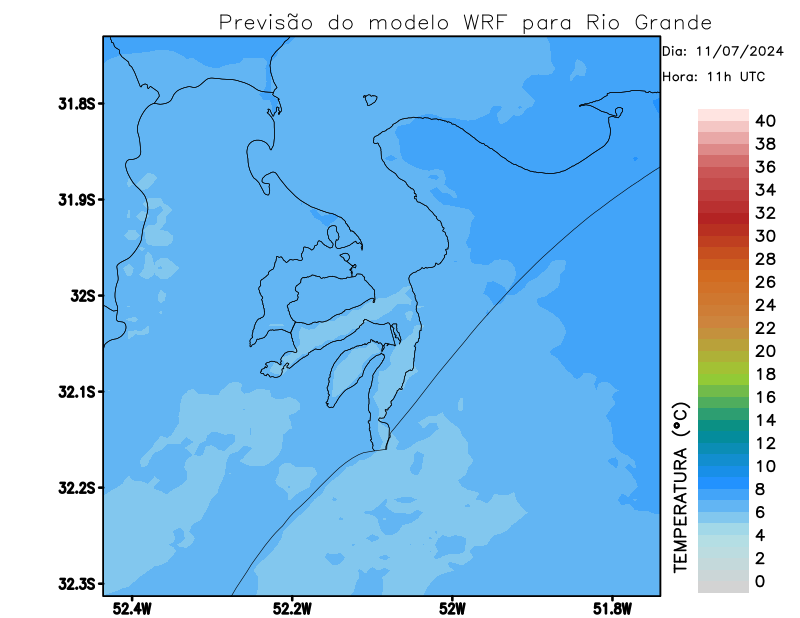 Previsão do modelo WRF para Rio Grande
Dia: 11/07/2024
Hora: 11h UTC
31.8S
31.9S
32S
32.1S
32.2S
32.3S
52.4W
52.2W
52W
51.8W
40
38
36
34
32
30
28
26
24
22
20
18
16
14
12
10
8
6
4
2
0
TEMPERATURA (°C)